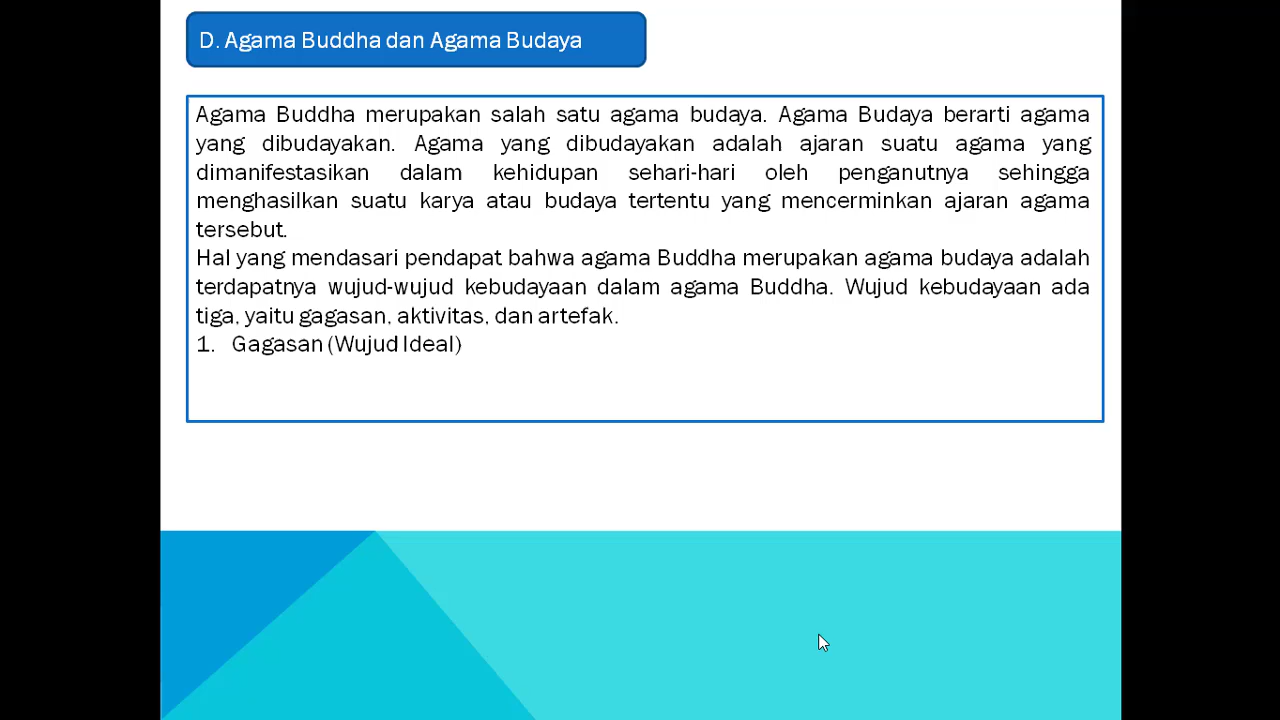 D. Agama Buddha dan Agama Budaya
Agama Buddha merupakan salah satu agama budaya. Agama Budaya berarti agama
yang dibudayakan. Agama yang dibudayakan adalah ajaran suatu agama yang
dimanifestasikan dalam kehidupan sehari-hari oleh penganutnya sehingga
menghasilkan suatu karya atau budaya tertentu yang mencerminkan ajaran agama
tersebut.
Hal yang mendasari pendapat bahwa agama Buddha merupakan agama budaya adalah
terdapatnya wujud-wujud kebudayaan dalam agama Buddha. Wujud kebudayaan ada
tiga, yaitu gagasan, aktivitas, dan artefak.
1. Gagasan (Wujud Ideal)